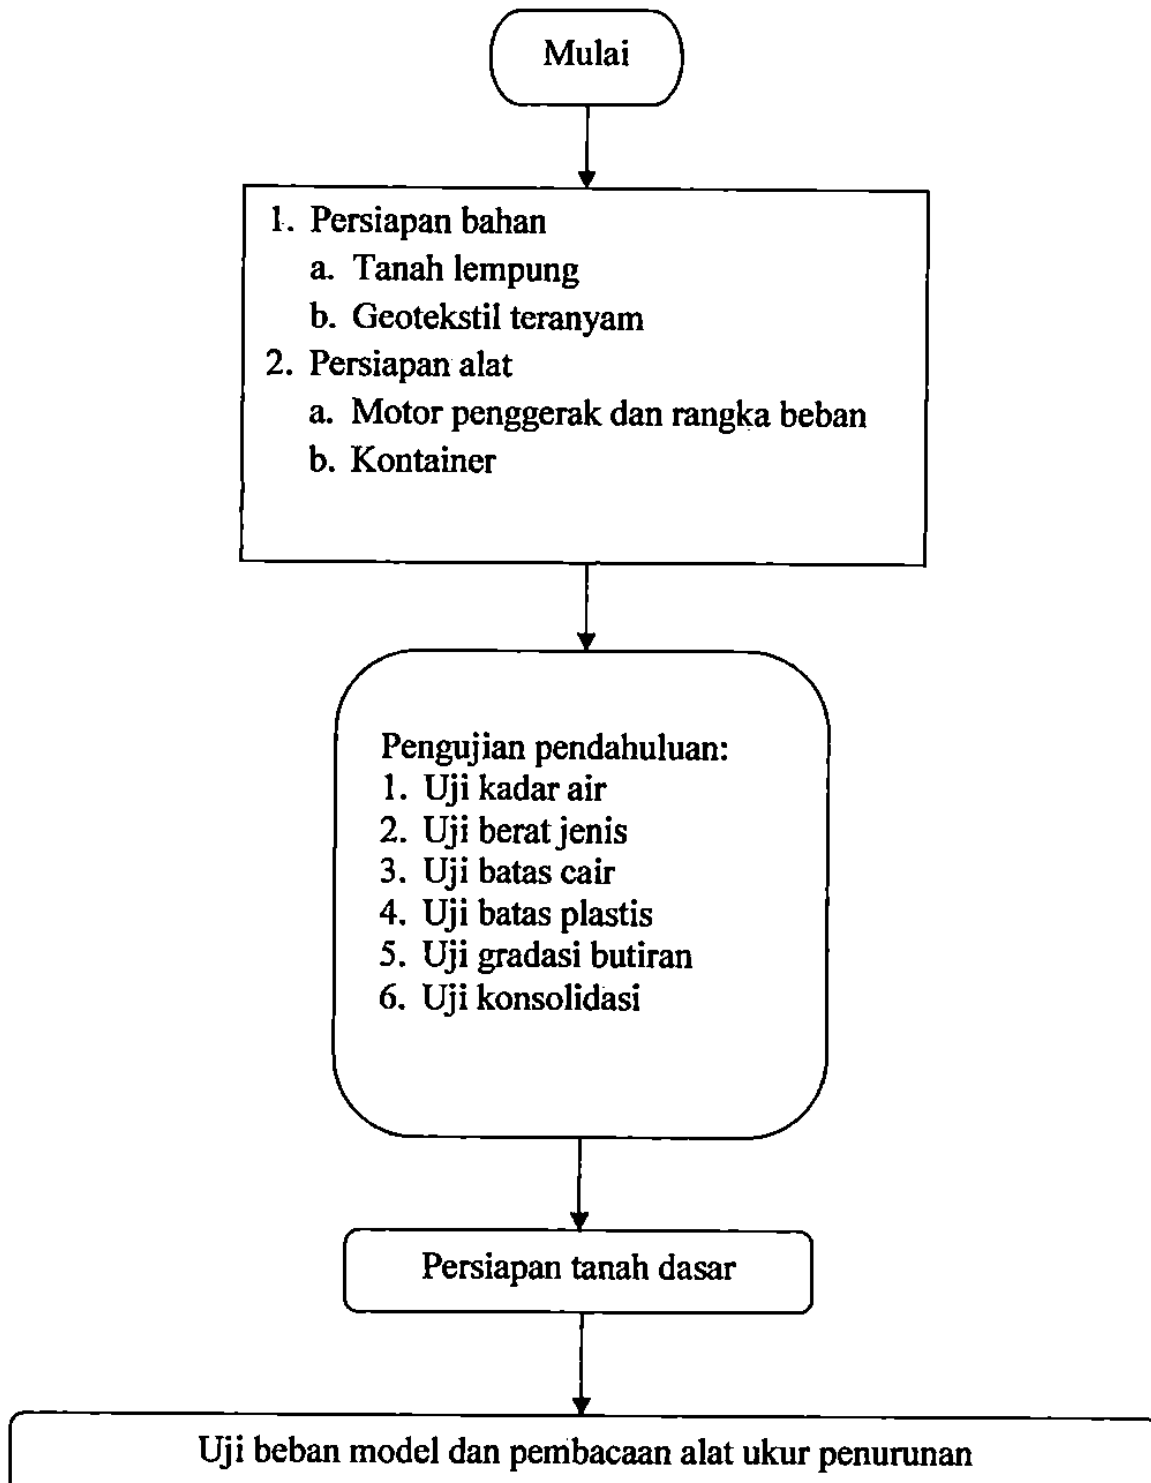 Mulai
1. Persiapan bahan
a. Tanah lempung
b. Geotekstil teranyam
2. Persiapan alat
a. Motor penggerak dan rangka beban
b. Kontainer
Pengujian pendahuluan:
1. Uji kadar air
2. Uji berat jenis
3. Uji batas cair
4. Uji batas plastis
5. Uji gradasi butiran
6. Uji konsolidasi
Persiapan tanah dasar
Uji beban model dan pembacaan alat ukur penurunan